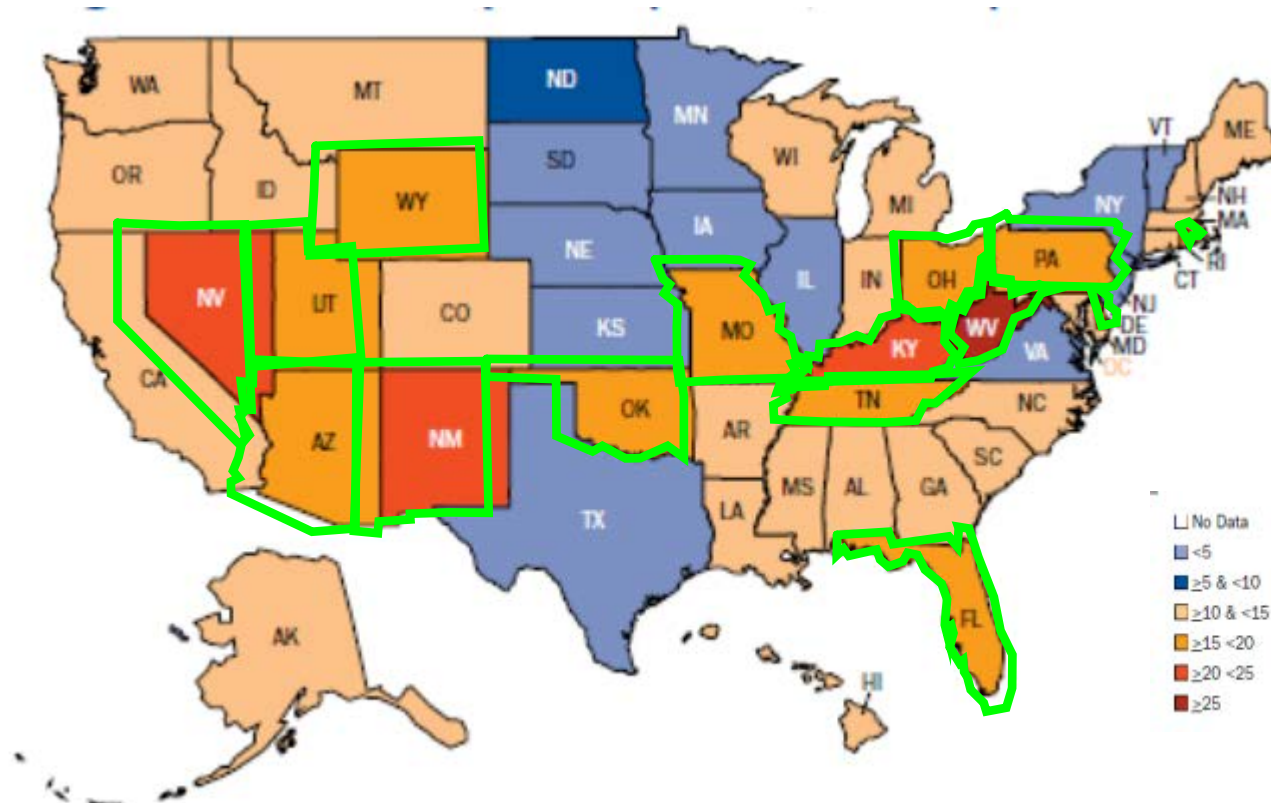 WA
MT
ND
MN
VT
ME
OR
ID
SD
WI
MI
NY
NH
MA
WY
IA
RI
CT
NV
UT
NE
IL
IN
OH
PA
NJ
CO
KS
MO
KY
WV
DE
MD
VA
DC
CA
AZ
NM
OK
AR
TN
NC
SC
TX
LA
MS
AL
GA
FL
AK
HI
No Data
<5
≥5 & <10
≥10 & <15
≥15 <20
≥20 <25
≥25